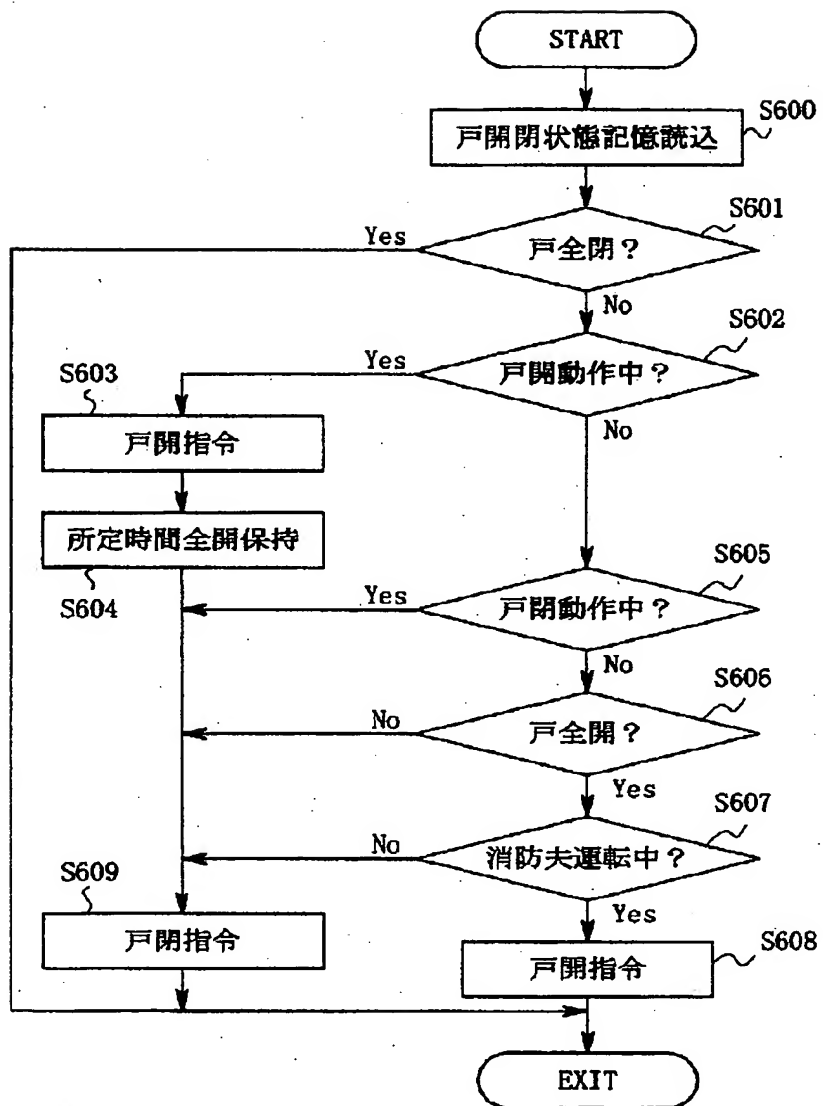 START
S600
戸開閉状態記憶読込
S601
Yes
戸全閉？
No
S602
Yes
戸開動作中？
S603
No
戸開指令
所定時間全開保持
S605
S604
Yes
戸閉動作中？
No
S606
No
戸全開？
Yes
S607
No
消防夫運転中？
S609
Yes
戸閉指令
S608
戸開指令
EXIT